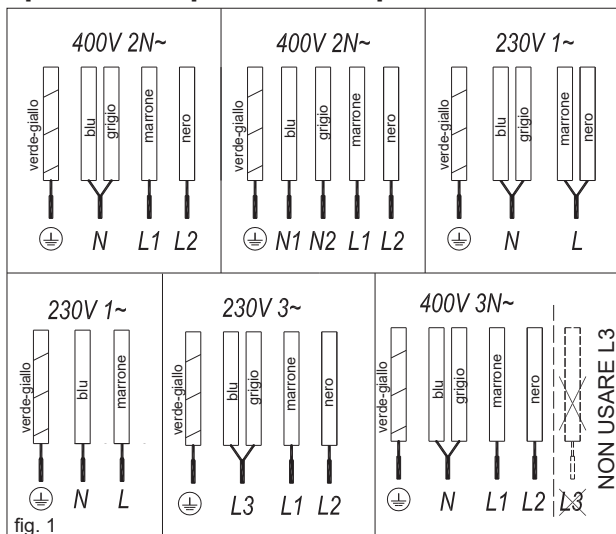 400V 2N~
verde-giallo
blu
grigio
marrone
nero
N L1 L2
400V 2N~
verde-giallo
blu
grigio
marrone
nero
N1 N2 L1 L2
230V 1~
verde-giallo
blu
grigio
marrone
nero
N L
230V 1~
verde-giallo
blu
marrone
N L
fig. 1
230V 3~
verde-giallo
blu
grigio
marrone
nero
L3 L1 L2
400V 3N~
verde-giallo
blu
grigio
marrone
nero
N L1 L2 L3
NON USARE L3